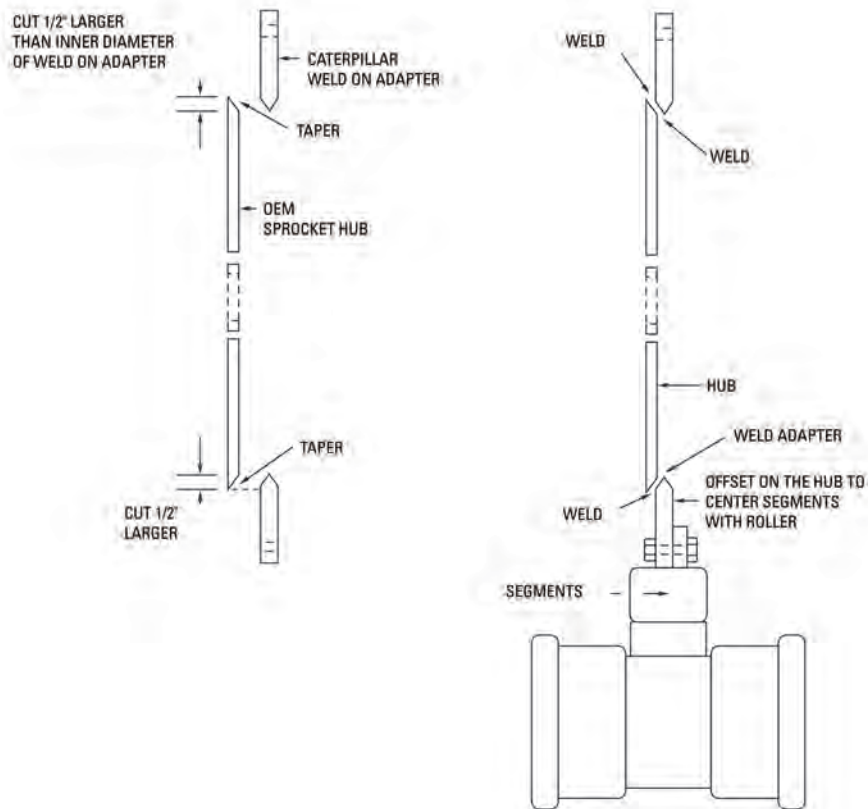 CUT 1/2" LARGER
THAN INNER DIAMETER
OF WELD ON ADAPTER
CATERPILLAR
WELD ON ADAPTER
TAPER
OEM
SPROCKET HUB
TAPER
CUT 1/2'
LARGER
WELD
WELD
HUB
WELD ADAPTER
OFFSET ON THE HUB TO
CENTER SEGMENTS
WITH ROLLER
WELD
SEGMENTS